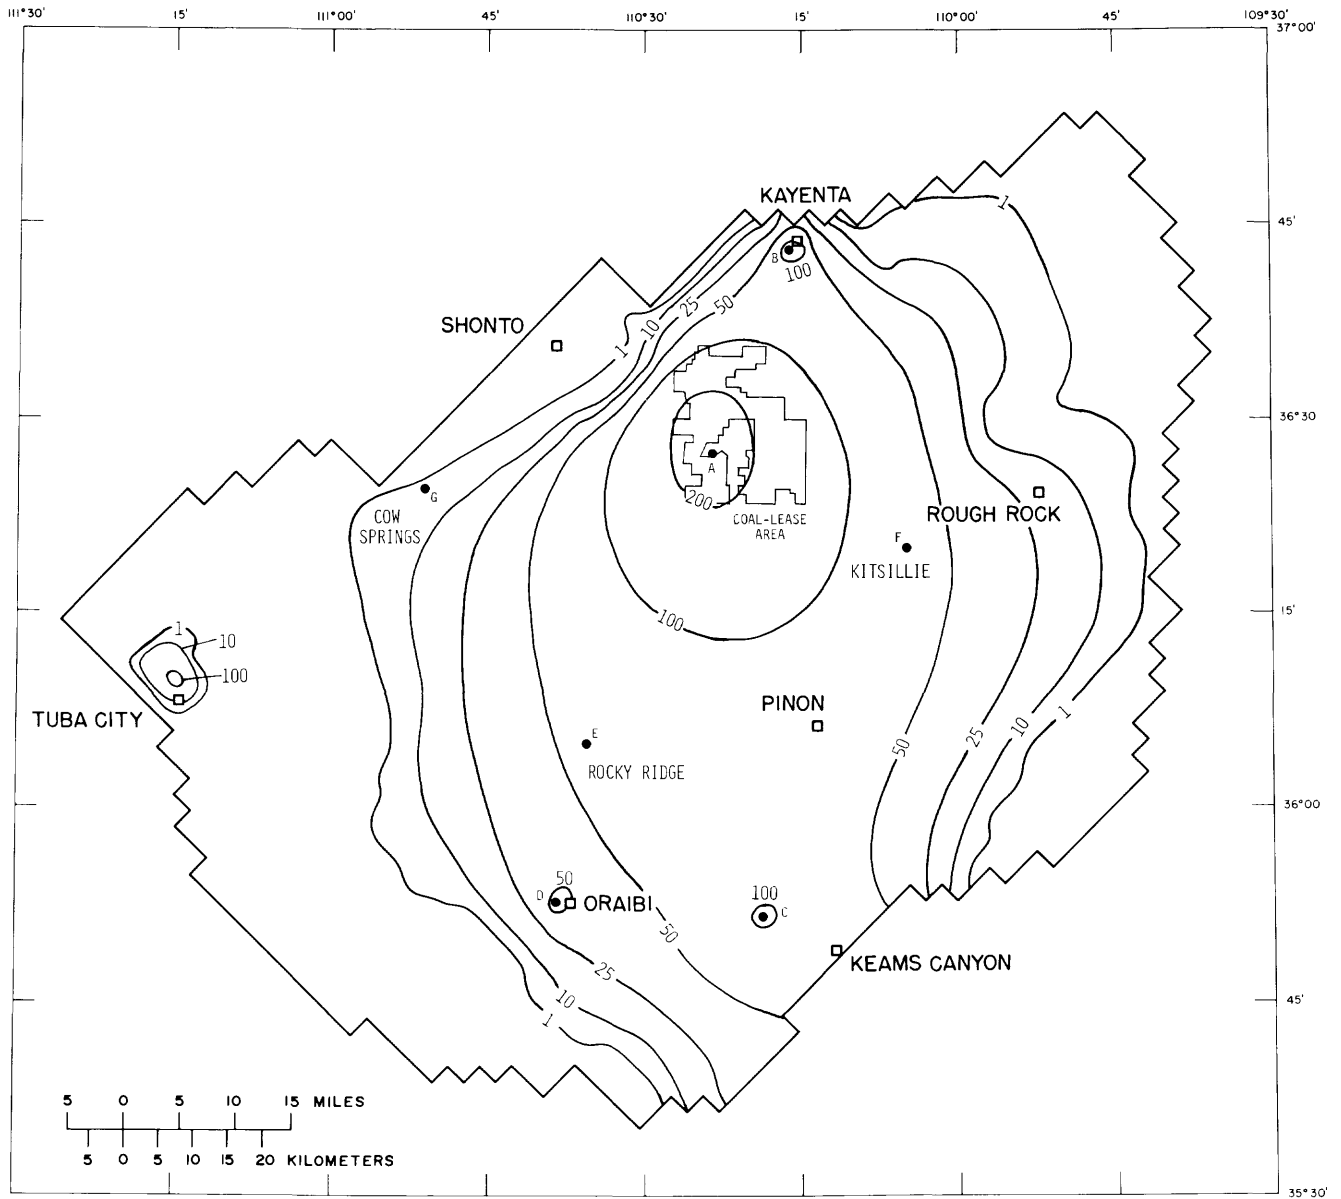 111°30' 15' 111°00' 45' 110°30' 15' 110°00' 45' 109°30'
37°00'
KAYENTA
1
45'
B
100
SHONTO
1 10 25 50
36°30
A
200
COAL-LEASE
AREA
G
COW
SPRINGS
ROUGH ROCK
F
KITSILLIE
100
15'
1
10
100
TUBA CITY
PINON
E
ROCKY RIDGE
50 25 10 1
36°00
50
D
ORAIBI
100
C
50
KEAMS CANYON
25
10
1
45'
5 0 5 10 15 MILES
5 0 5 10 15 20 KILOMETERS
35°30'